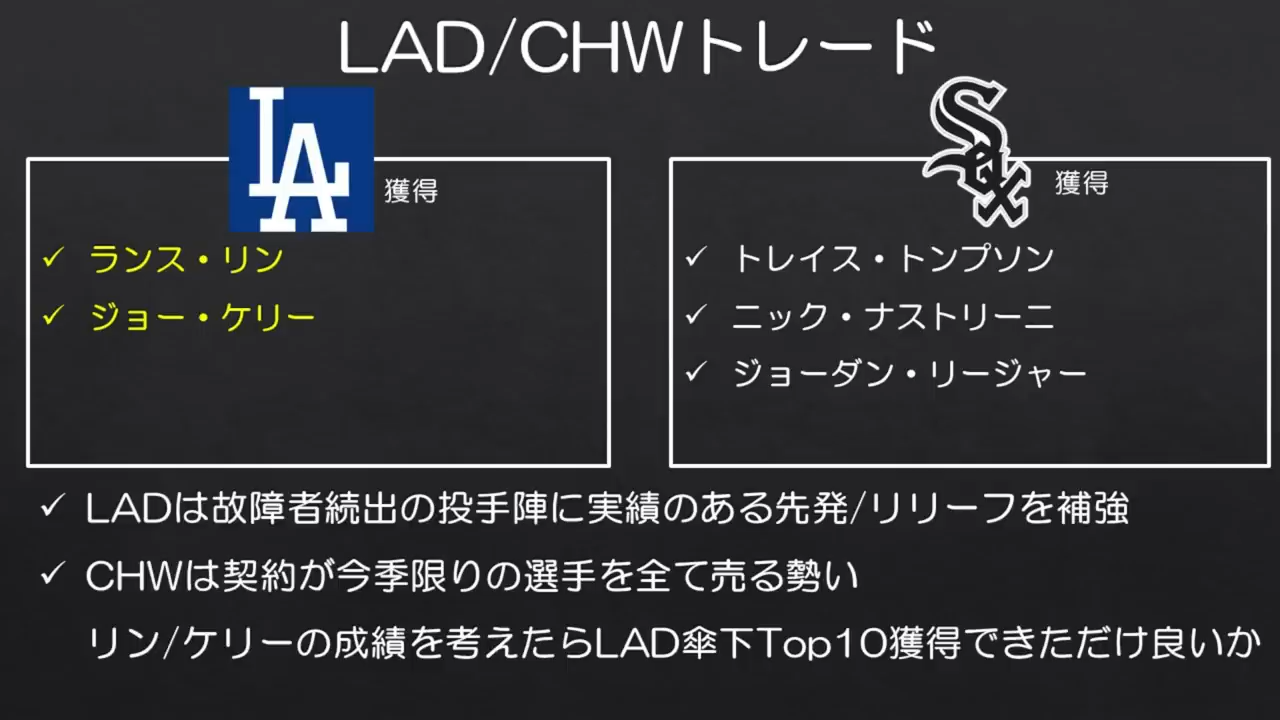 LAD/CHWトレード
LA
獲得
✓ ランス・リン
✓ ジョー・ケリー
Sox
獲得
✓ トレイス・トンプソン
✓ ニック・ナストリーニ
✓ ジョーダン・リージャー
✓ LADは故障者続出の投手陣に実績のある先発/リリーフを補強
✓ CHWは契約が今季限りの選手を全て売る勢い
リン/ケリーの成績を考えたらLAD傘下Top10獲得できただけ良いか